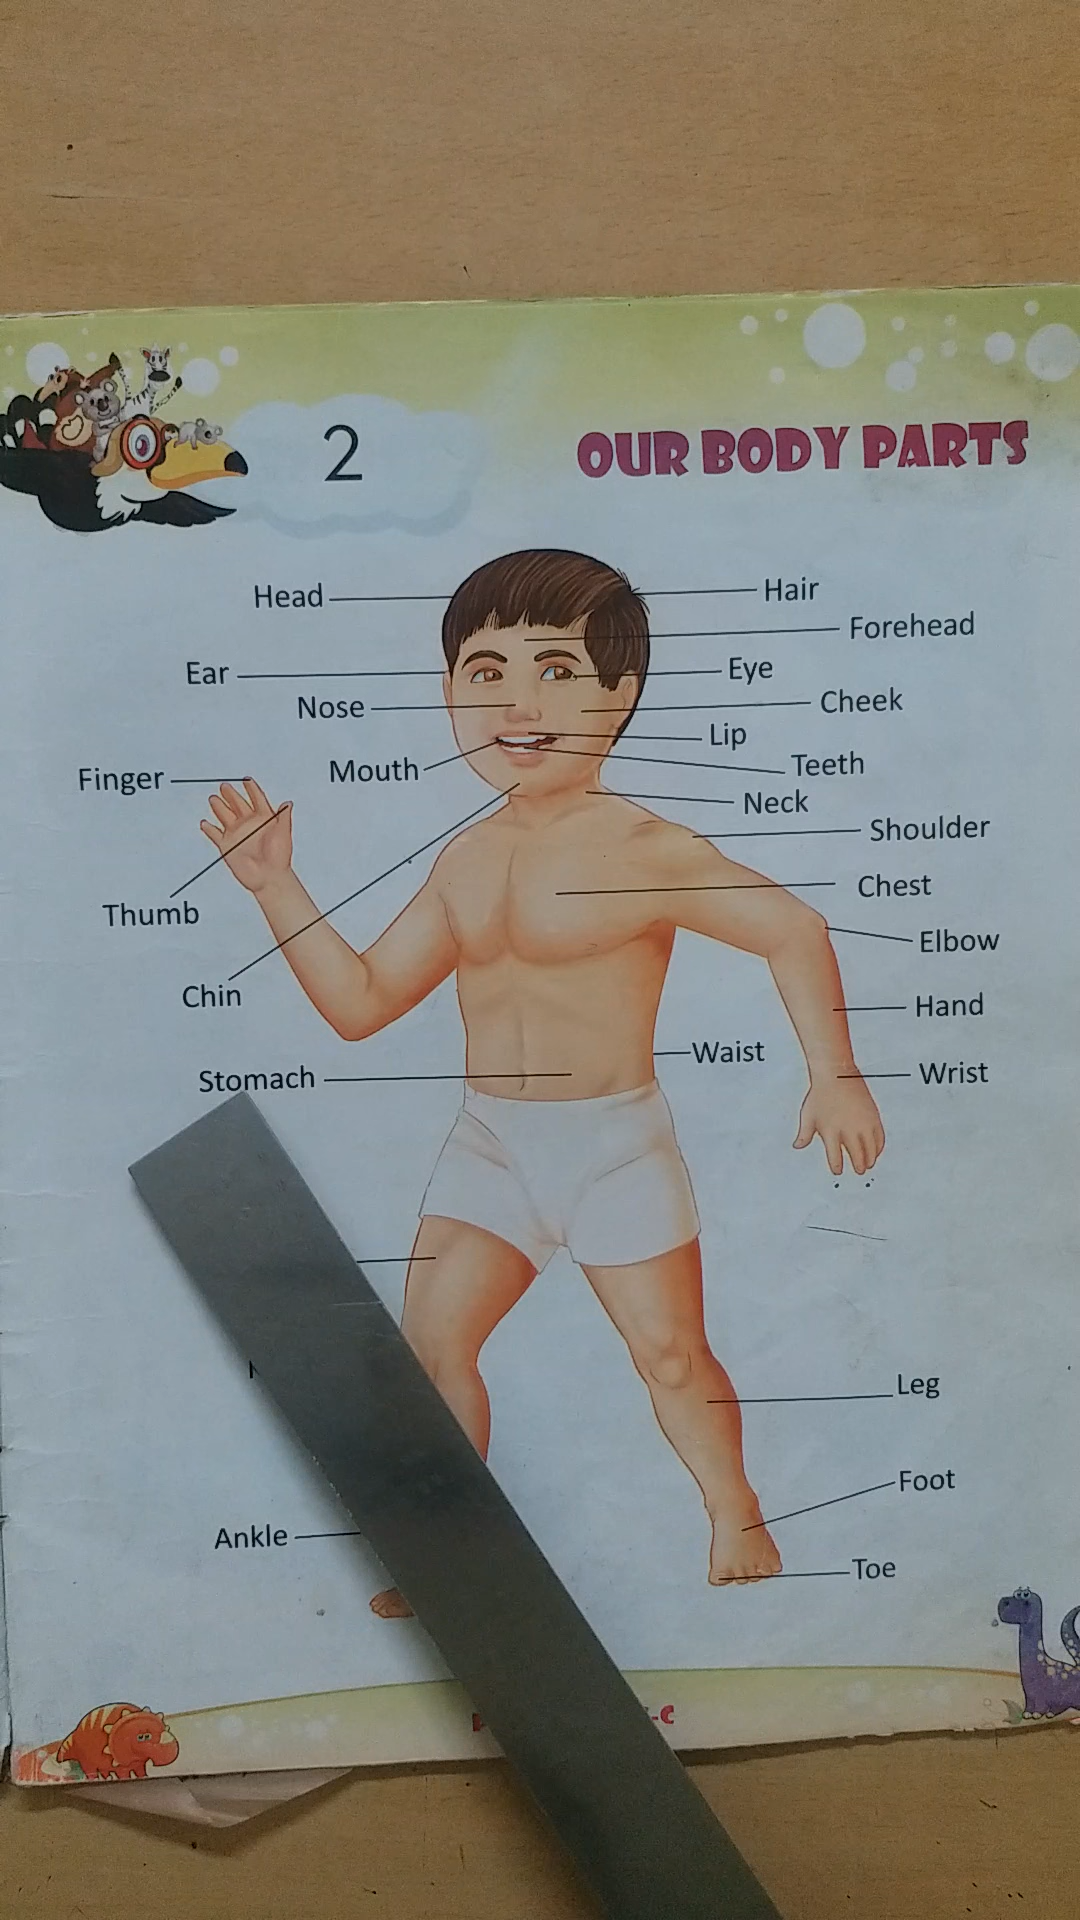 2
OUR BODY PARTS
Head
Hair
Forehead
Ear
Eye
Nose
Cheek
Lip
Mouth
Teeth
Finger
Neck
Shoulder
Chest
Thumb
Elbow
Chin
Hand
Waist
Stomach
Wrist
Leg
Foot
Ankle
Toe